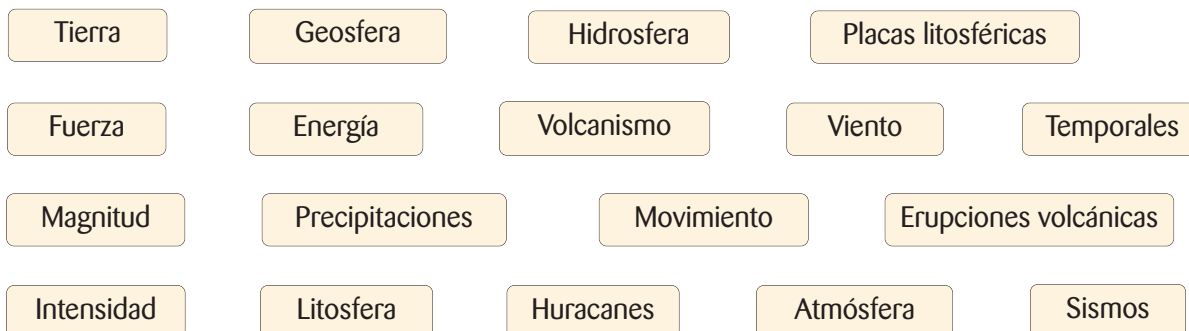 Tierra Geosfera Hidrosfera Placas litosféricas
Fuerza Energía Volcanismo Viento Temporales
Magnitud Precipitaciones Movimiento Erupciones volcánicas
Intensidad Litosfera Huracanes Atmósfera Sismos